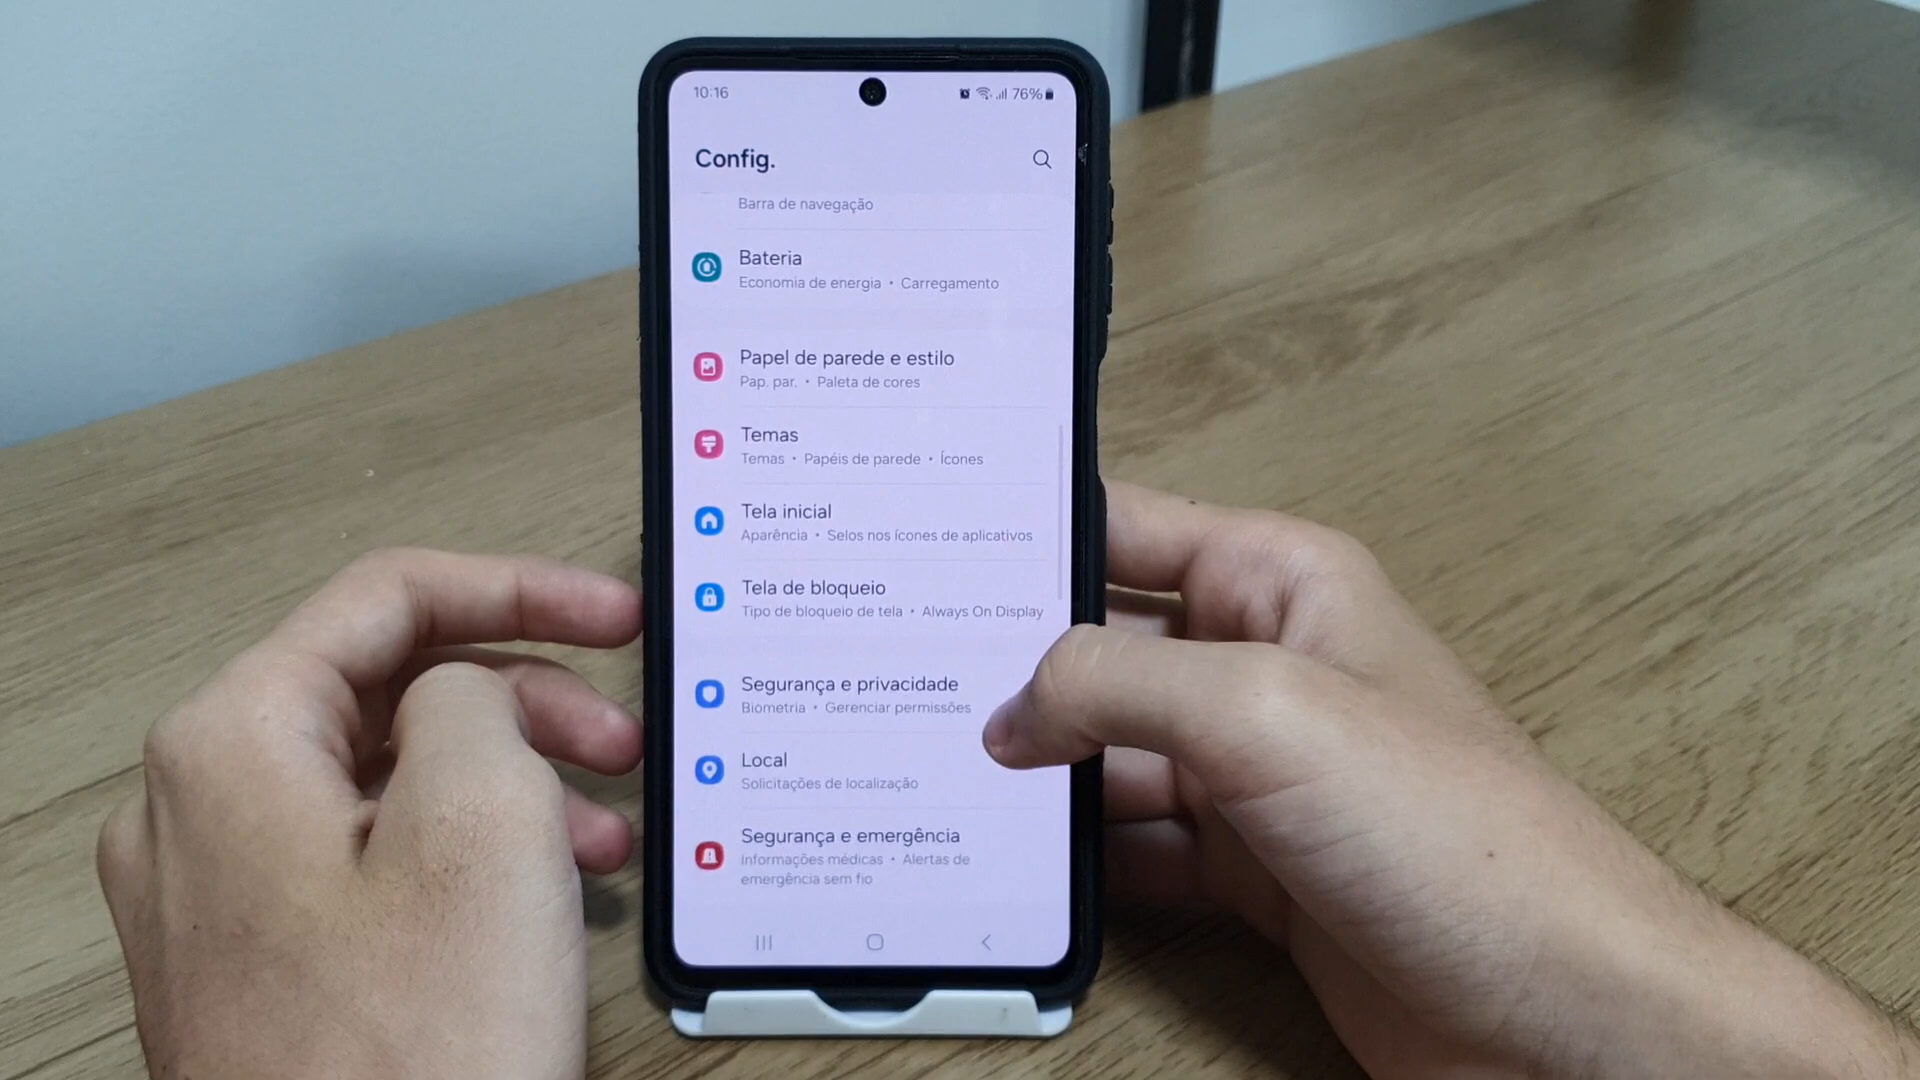 10:16
76%
Config.
Barra de navegação
Bateria
Economia de energia • Carregamento
Papel de parede e estilo
Pap. par. • Paleta de cores
Temas
Temas • Papéis de parede • Ícones
Tela inicial
Aparência • Selos nos ícones de aplicativos
Tela de bloqueio
Tipo de bloqueio de tela • Always On Display
Segurança e privacidade
Biometria • Gerenciar permissões
Local
Solicitações de localização
Segurança e emergência
Informações médicas • Alertas de
emergência sem fio